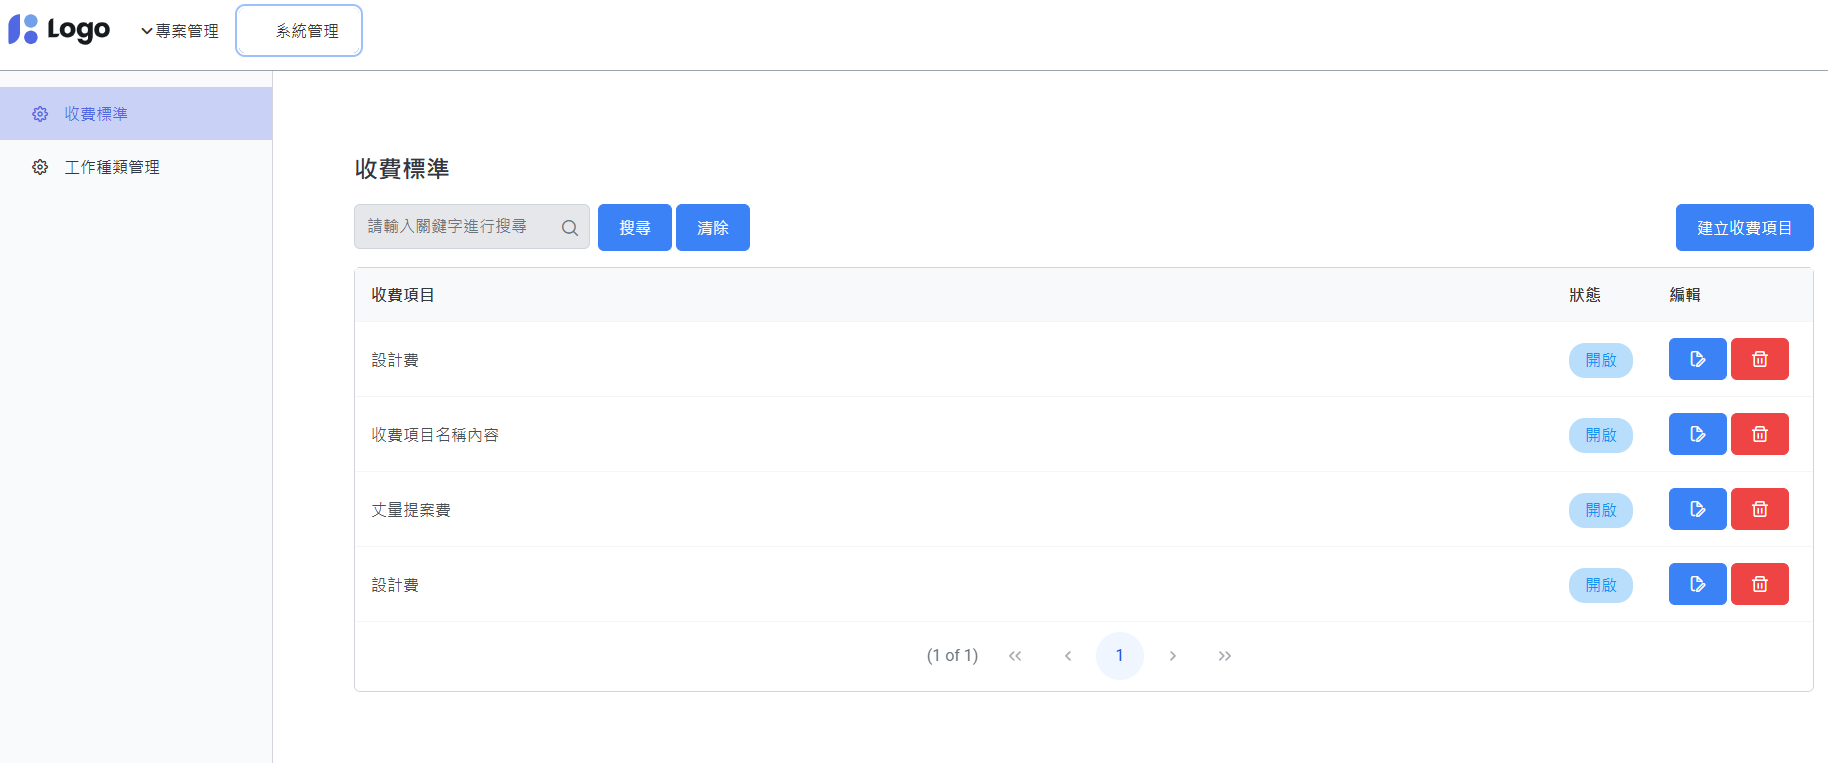 Logo 專案管理 系統管理
收費標準
工作種類管理
收費標準
請輸入關鍵字進行搜尋 搜尋 清除 建立收費項目
收費項目 狀態 編輯
設計費 開啟
收費項目名稱內容 開啟
丈量提案費 開啟
設計費 開啟
(1 of 1) 1